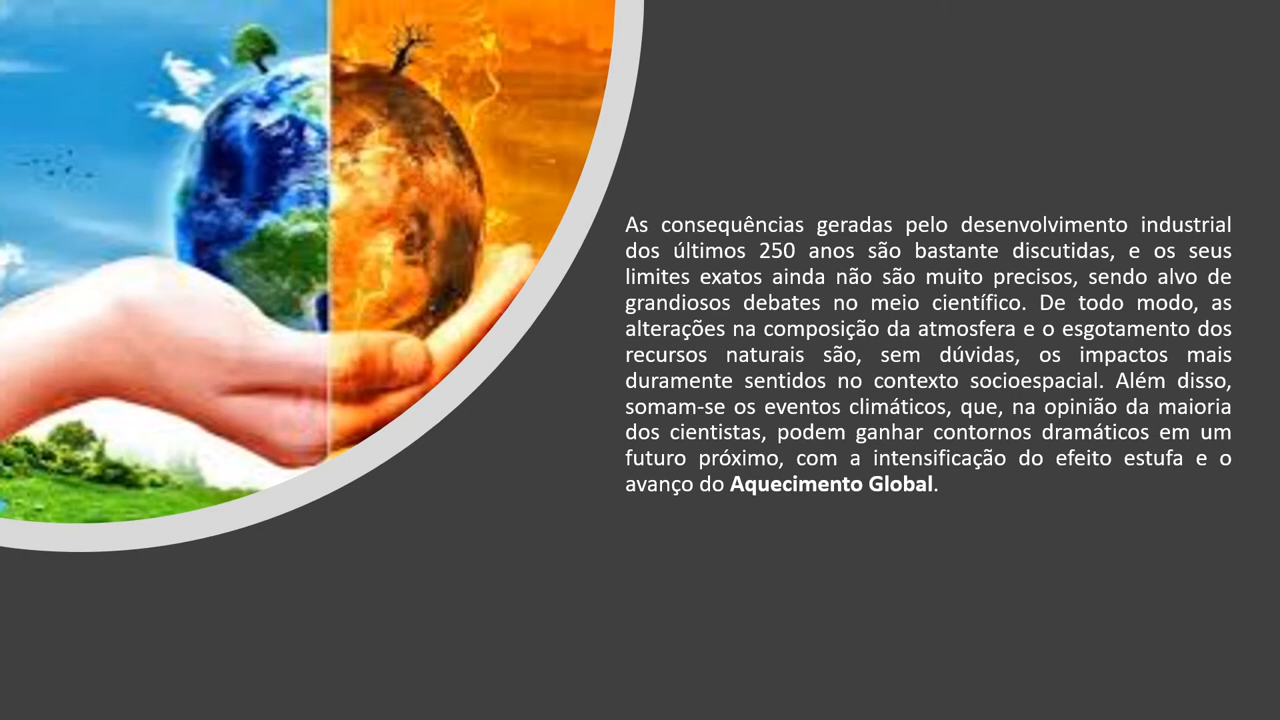 As consequências geradas pelo desenvolvimento industrial
dos últimos 250 anos são bastante discutidas, e os seus
limites exatos ainda não são muito precisos, sendo alvo de
grandiosos debates no meio científico. De todo modo, as
alterações na composição da atmosfera e o esgotamento dos
recursos naturais são, sem dúvidas, os impactos mais
duramente sentidos no contexto socioespacial. Além disso,
somam-se os eventos climáticos, que, na opinião da maioria
dos cientistas, podem ganhar contornos dramáticos em um
futuro próximo, com a intensificação do efeito estufa e o
avanço do Aquecimento Global.